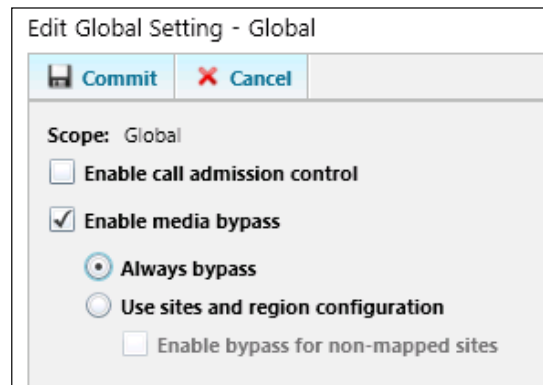 Edit Global Setting - Global
Commit Cancel
Scope: Global
Enable call admission control
Enable media bypass
Always bypass
Use sites and region configuration
Enable bypass for non-mapped sites